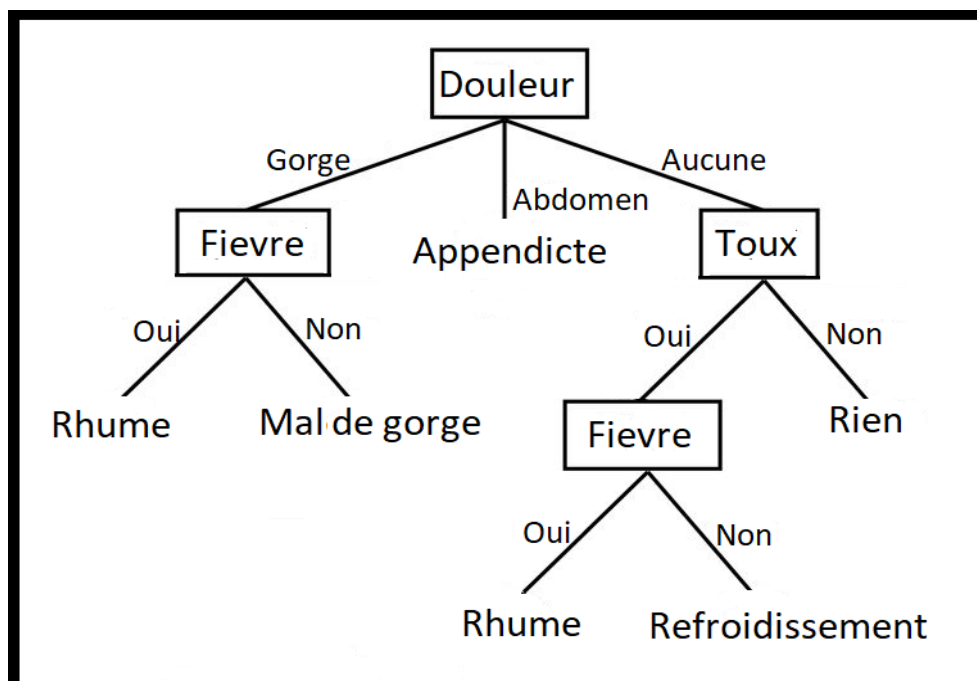 Douleur
Gorge
Abdomen
Aucune
Fievre
Appendicte
Toux
Oui
Non
Oui
Non
Rhume
Mal de gorge
Fievre
Rien
Oui
Non
Rhume
Refroidissement